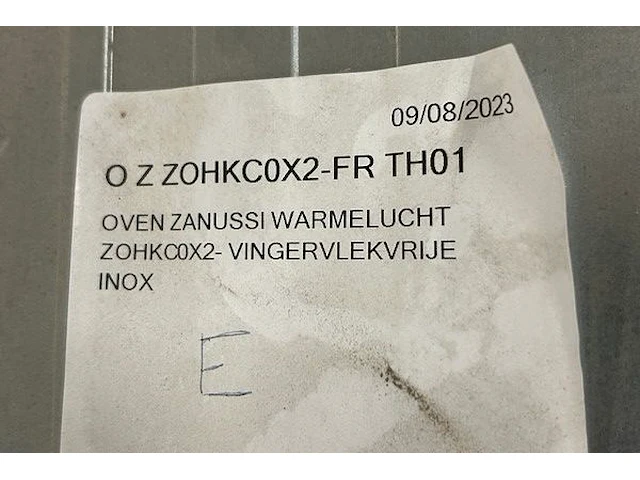 09/08/2023
O Z ZOHKC0X2-FR TH01
OVEN ZANUSSI WARMELUCHT
ZOHKC0X2- VINGERVLEKVRIJE
INOX
E